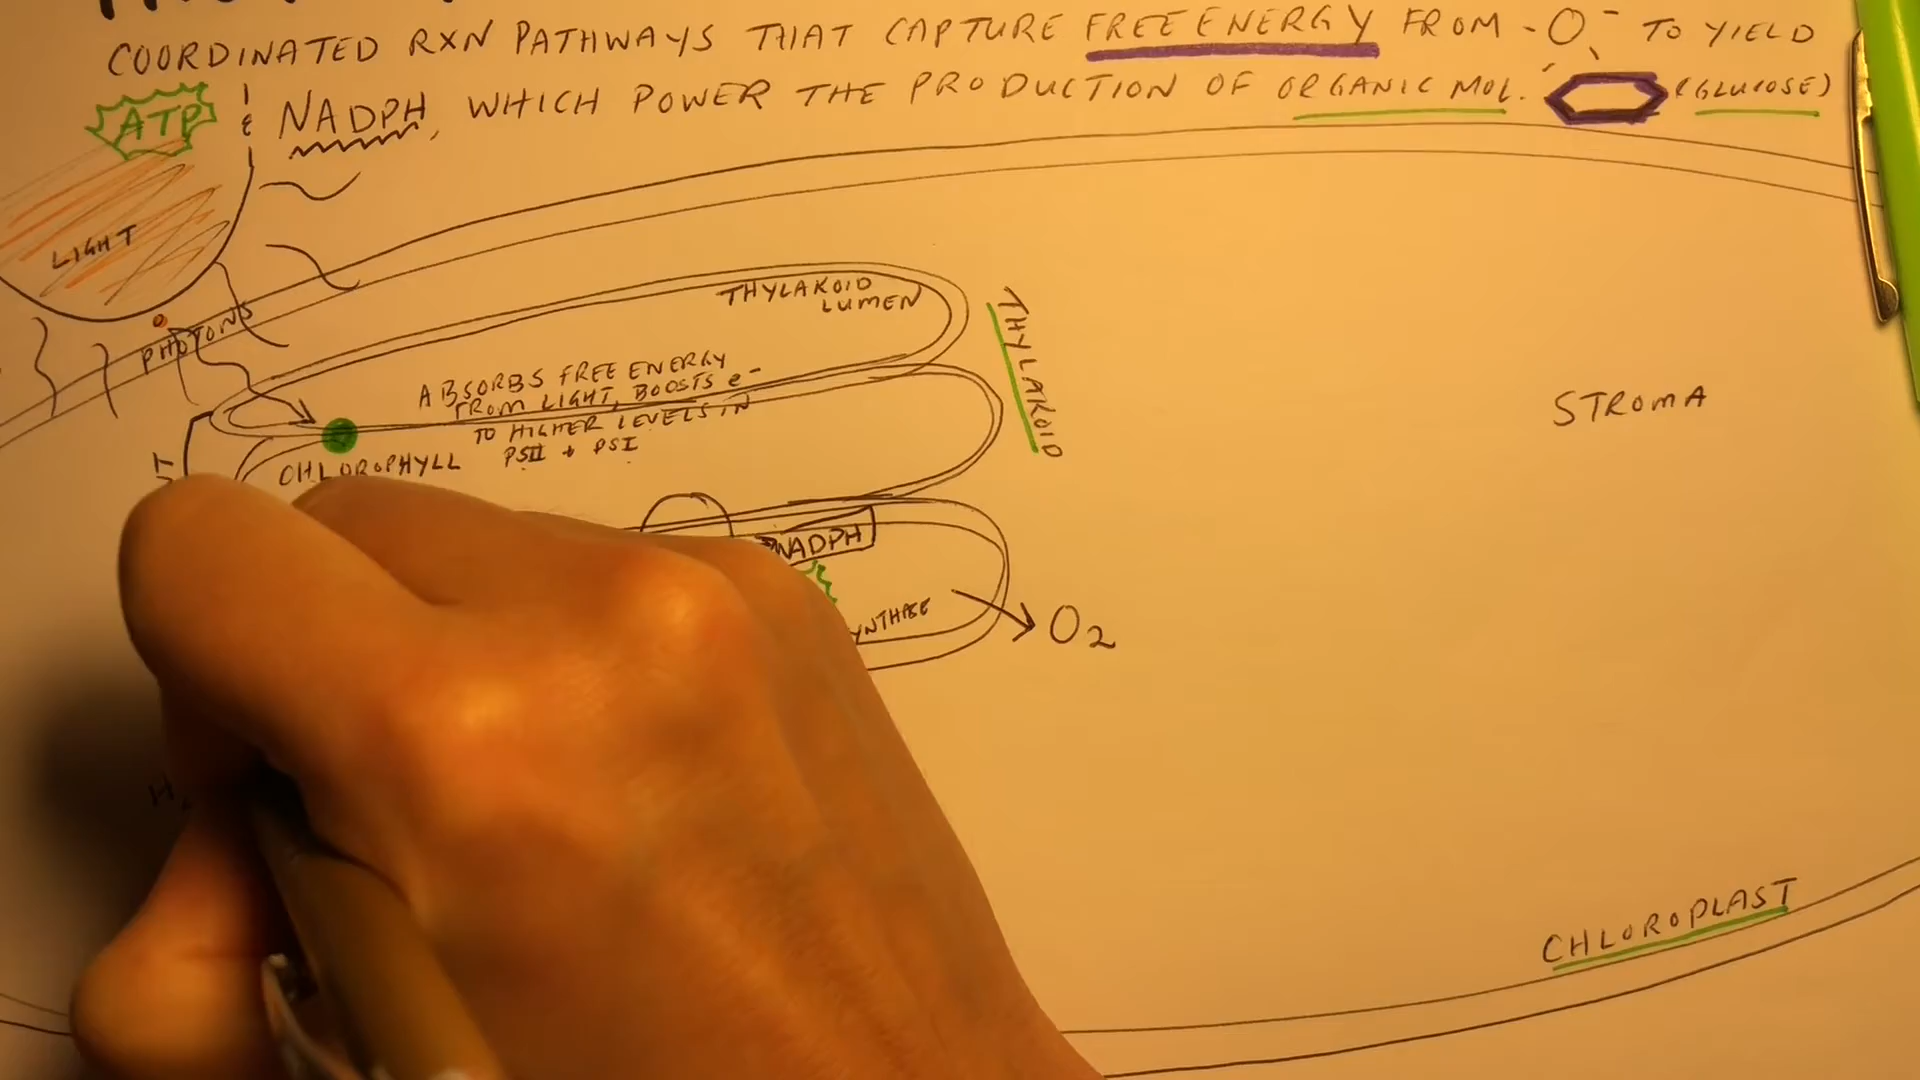 COORDINATED RXN PATHWAYS THAT CAPTURE FREE ENERGY FROM TO YIELD
ATP & NADPH, WHICH POWER THE PRODUCTION OF ORGANIC MOL. (GLUCOSE)
LIGHT
PHOTONS
THYLAKOID
LUMEN
ABSORBS FREE ENERGY
FROM LIGHT, BOOSTS e-
TO HIGHER LEVELS IN
PSII + PSI
CHLOROPHYLL
THYLAKOID
STROMA
NADPH
O2
CHLOROPLAST